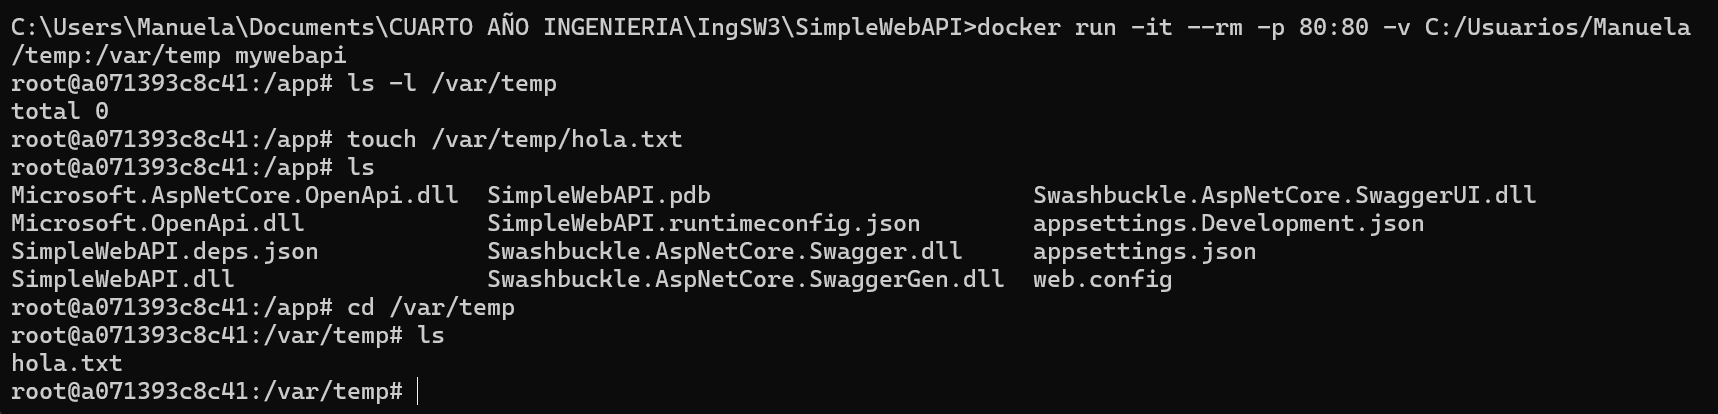 C:\Users\Manuela\Documents\CUARTO AÑO INGENIERIA\IngSW3\SimpleWebAPI>docker run -it --rm -p 80:80 -v C:/Usuarios/Manuela
/temp:/var/temp mywebapi
root@a071393c8c41:/app# ls -l /var/temp
total 0
root@a071393c8c41:/app# touch /var/temp/hola.txt
root@a071393c8c41:/app# ls
Microsoft.AspNetCore.OpenApi.dll  SimpleWebAPI.pdb                       Swashbuckle.AspNetCore.SwaggerUI.dll
Microsoft.OpenApi.dll             SimpleWebAPI.runtimeconfig.json        appsettings.Development.json
SimpleWebAPI.deps.json            Swashbuckle.AspNetCore.Swagger.dll     appsettings.json
SimpleWebAPI.dll                  Swashbuckle.AspNetCore.SwaggerGen.dll  web.config
root@a071393c8c41:/app# cd /var/temp
root@a071393c8c41:/var/temp# ls
hola.txt
root@a071393c8c41:/var/temp#